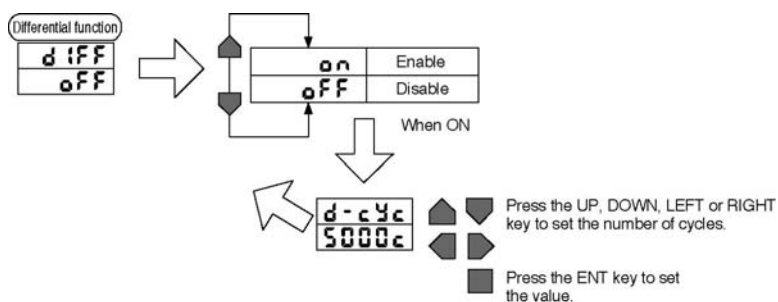 Differential function
d IFF
oFF
on Enable
oFF Disable
When ON
d-cYc
5000c
Press the UP, DOWN, LEFT or RIGHT
key to set the number of cycles.
Press the ENT key to set
the value.